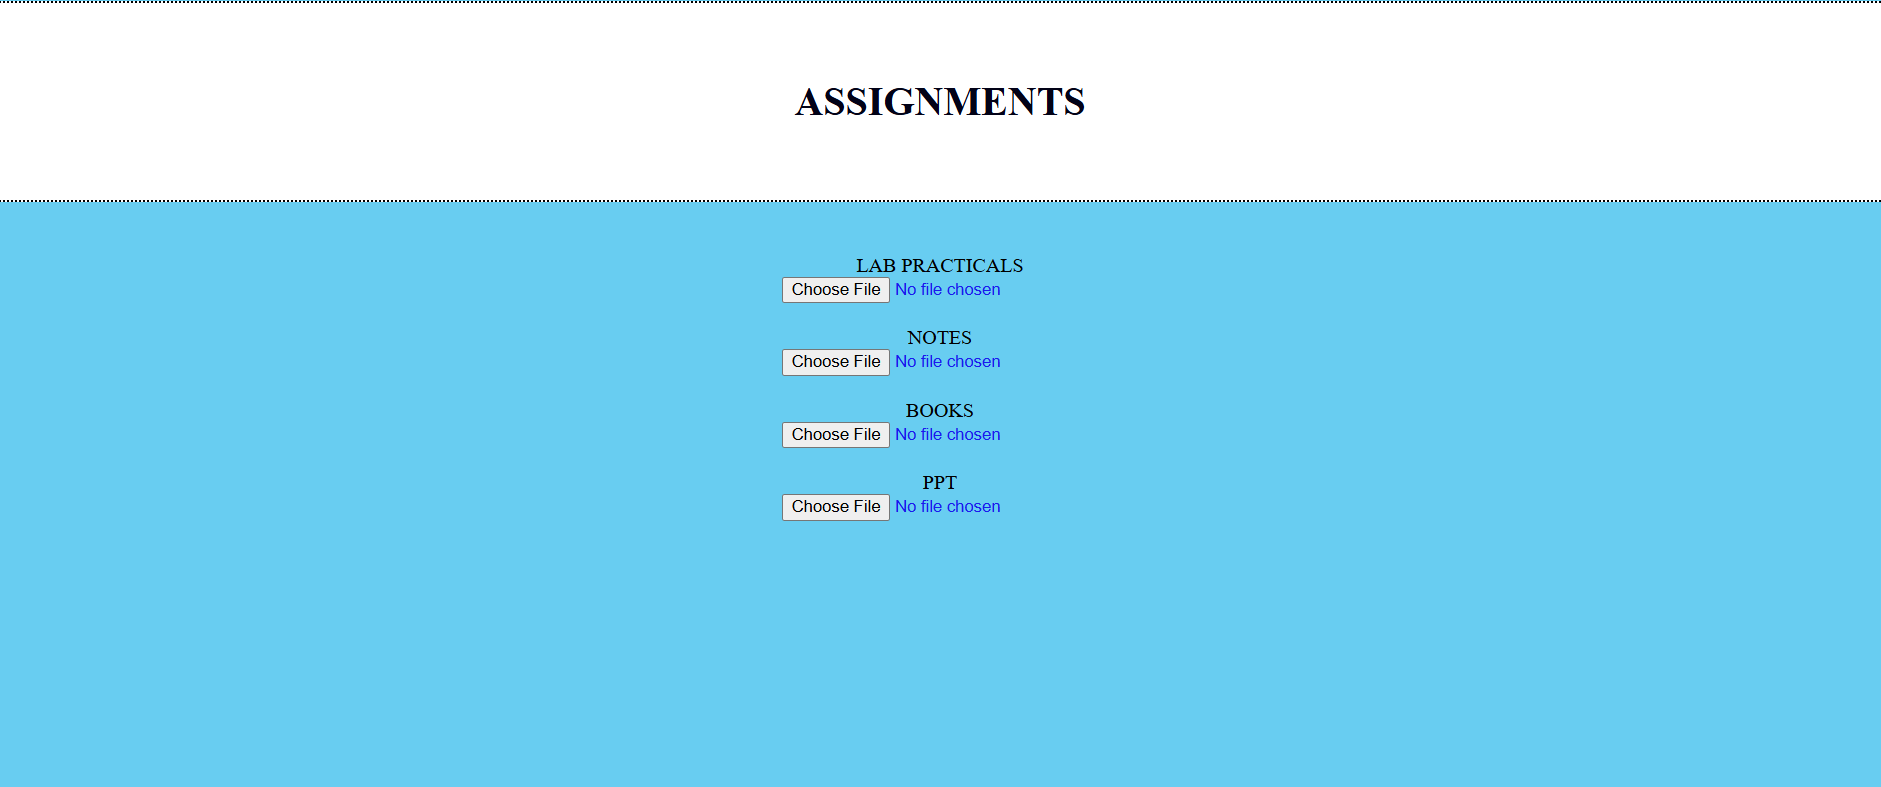 ASSIGNMENTS
LAB PRACTICALS
Choose File No file chosen
NOTES
Choose File No file chosen
BOOKS
Choose File No file chosen
PPT
Choose File No file chosen